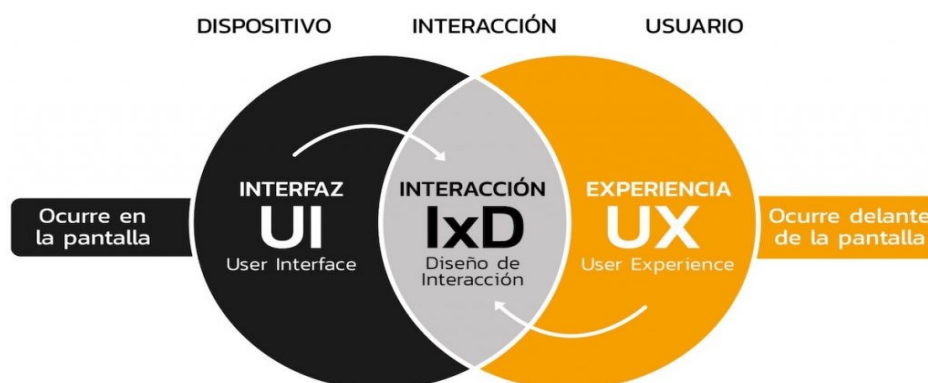 DISPOSITIVO
INTERACCIÓN
USUARIO
Ocurre en
la pantalla
INTERFAZ
UI
User Interface
INTERACCIÓN
IxD
Diseño de
Interacción
EXPERIENCIA
UX
User Experience
Ocurre delante
de la pantalla